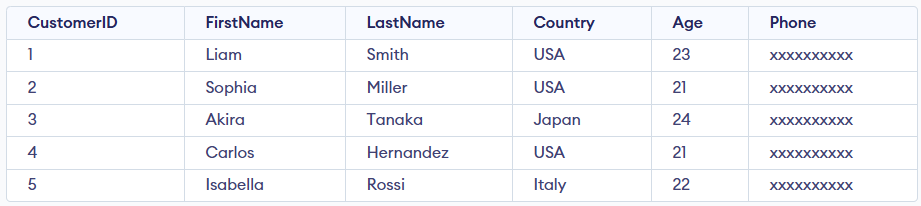 CustomerID FirstName LastName Country Age Phone
1 Liam Smith USA 23 xxxxxxxxxx
2 Sophia Miller USA 21 xxxxxxxxxx
3 Akira Tanaka Japan 24 xxxxxxxxxx
4 Carlos Hernandez USA 21 xxxxxxxxxx
5 Isabella Rossi Italy 22 xxxxxxxxxx